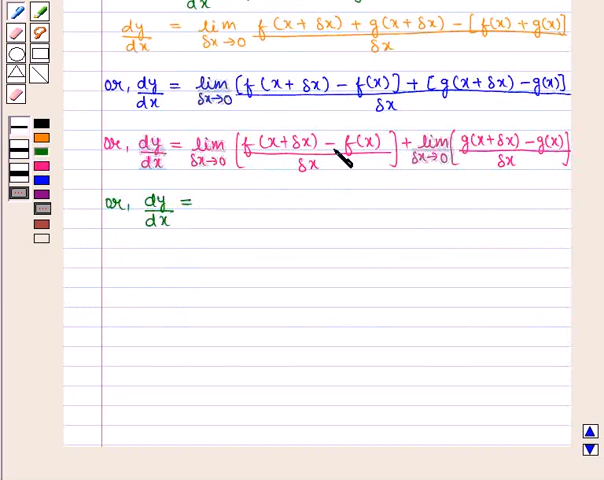 dx
dy/dx = lim δx→0 f(x+δx) + g(x+δx) − [f(x) + g(x)] / δx
or, dy/dx = lim δx→0 [f(x+δx) − f(x)] + [g(x+δx) − g(x)] / δx
or, dy/dx = lim δx→0 [f(x+δx) − f(x) / δx] + lim δx→0 [g(x+δx) − g(x) / δx]
or, dy/dx =